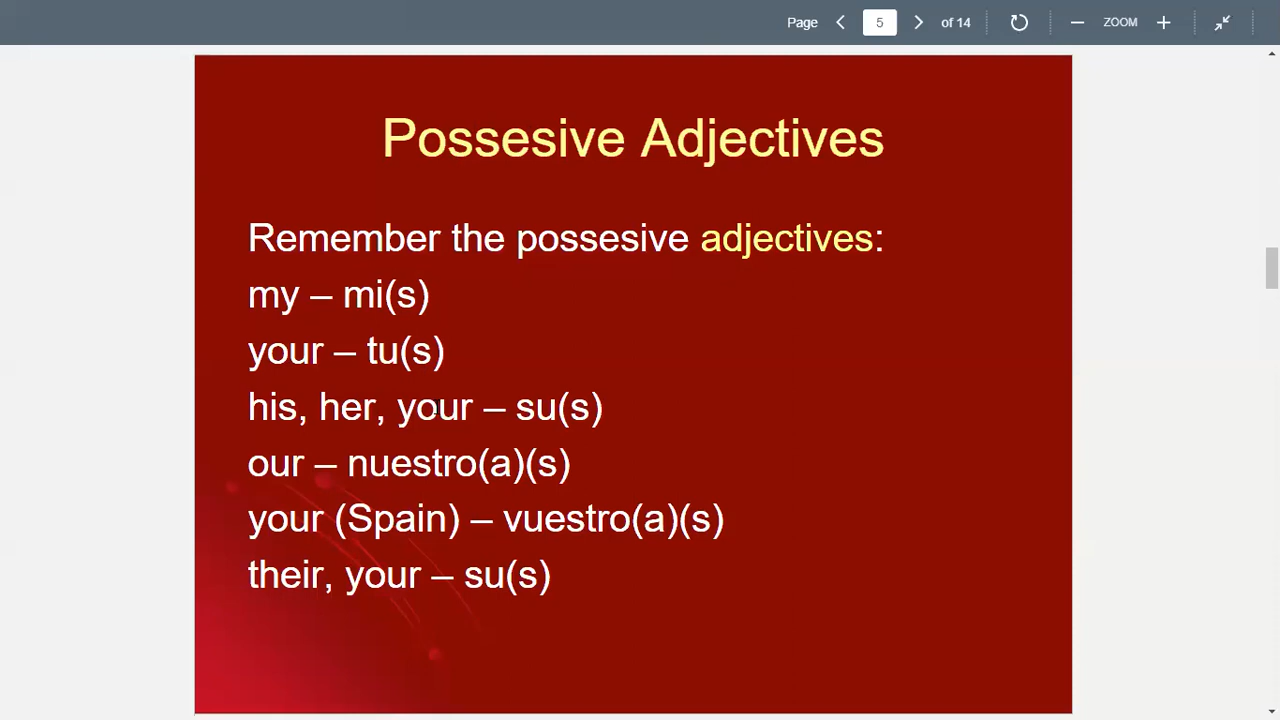 Page 5 of 14 ZOOM
Possesive Adjectives
Remember the possesive adjectives:
my – mi(s)
your – tu(s)
his, her, your – su(s)
our – nuestro(a)(s)
your (Spain) – vuestro(a)(s)
their, your – su(s)